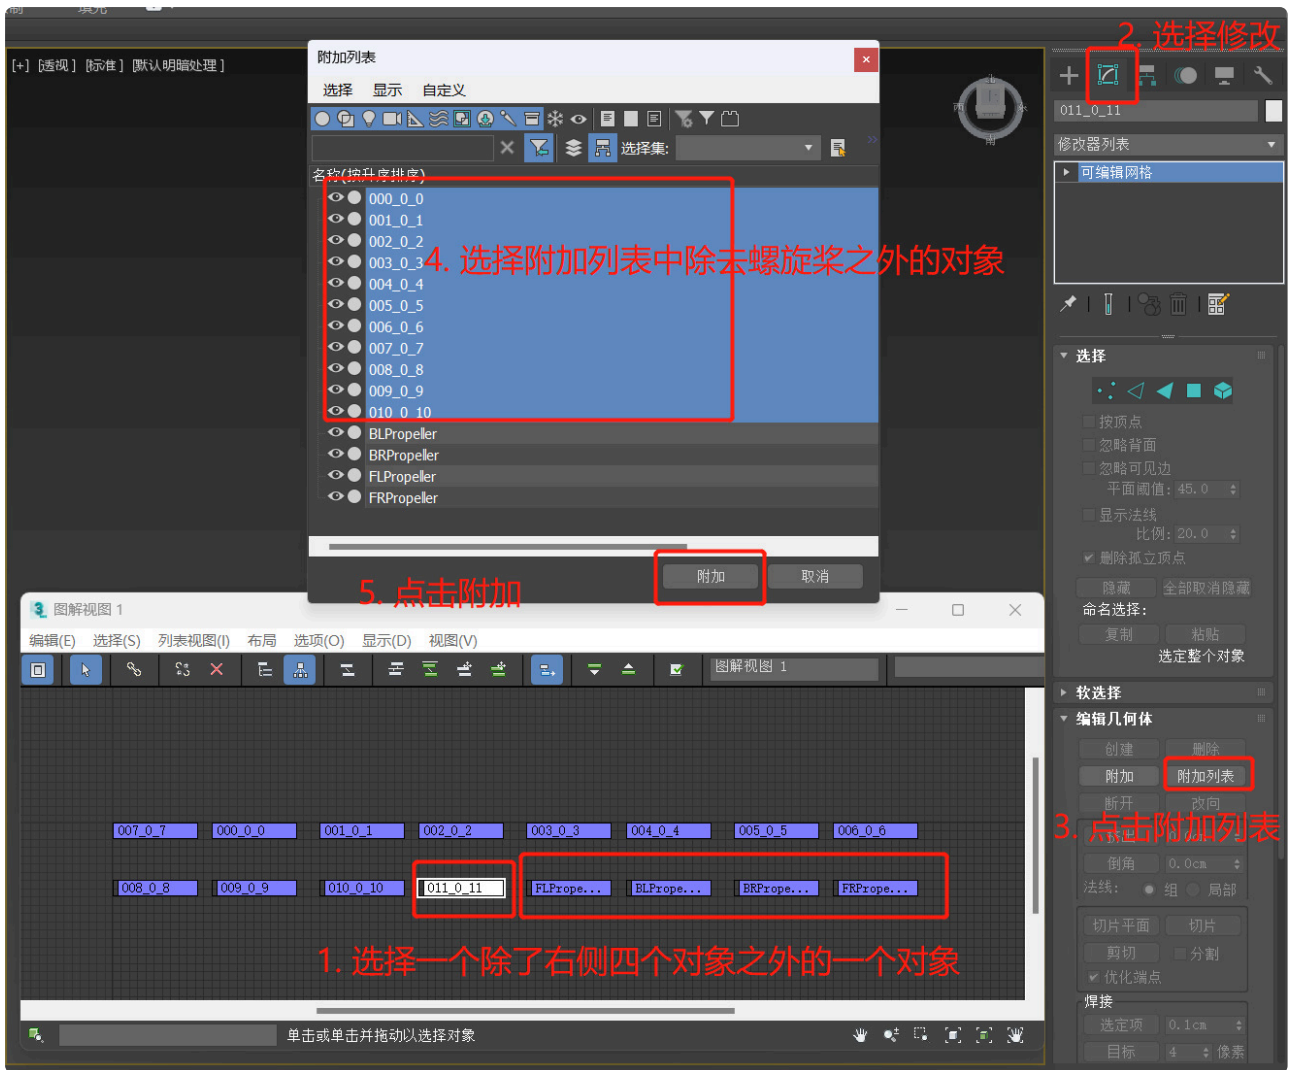 填充
2. 选择修改
[+] [透视] [标准] [默认明暗处理]
附加列表
选择 显示 自定义
选择集:
名称(按升序排序)
000_0_0
001_0_1
002_0_2
003_0_3
004_0_4
005_0_5
006_0_6
007_0_7
008_0_8
009_0_9
010_0_10
BLPropeller
BRPropeller
FLPropeller
FRPropeller
4. 选择附加列表中除去螺旋桨之外的对象
附加 取消
5. 点击附加
011_0_11
修改器列表
可编辑网格
选择
按顶点
忽略背面
忽略可见边
平面阈值: 45.0
显示法线
比例: 20.0
删除孤立顶点
隐藏 全部取消隐藏
命名选择:
复制 粘贴
选定整个对象
软选择
编辑几何体
创建 删除
附加 附加列表
断开 改向
3. 点击附加列表
倒角 0.0cm
法线: 组 局部
切片平面 切片
剪切 分割
优化端点
焊接
选定项 0.1cm
目标 4 像素
3 图解视图 1
编辑(E) 选择(S) 列表视图(I) 布局 选项(O) 显示(D) 视图(V)
图解视图 1
007_0_7 000_0_0 001_0_1 002_0_2 003_0_3 004_0_4 005_0_5 006_0_6
008_0_8 009_0_9 010_0_10 011_0_11 FLPrope... BLPrope... BRPrope... FRPrope...
1. 选择一个除了右侧四个对象之外的一个对象
单击或单击并拖动以选择对象
北
西
东
南